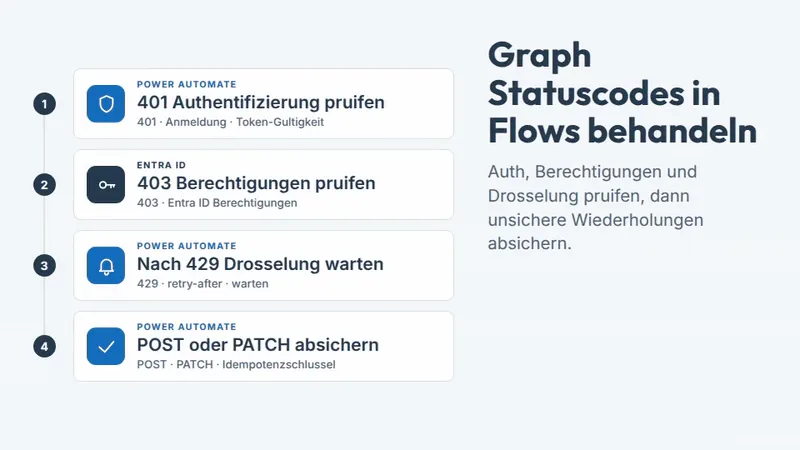 Graph
Statuscodes in
Flows behandeln
Auth, Berechtigungen und
Drosselung pruifen, dann
unsichere Wiederholungen
absichern.
1
POWER AUTOMATE
401 Authentifizierung pruifen
401 · Anmeldung · Token-Gultigkeit
2
ENTRA ID
403 Berechtigungen pruifen
403 · Entra ID Berechtigungen
3
POWER AUTOMATE
Nach 429 Drosselung warten
429 · retry-after · warten
4
POWER AUTOMATE
POST oder PATCH absichern
POST · PATCH · Idempotenzschlussel